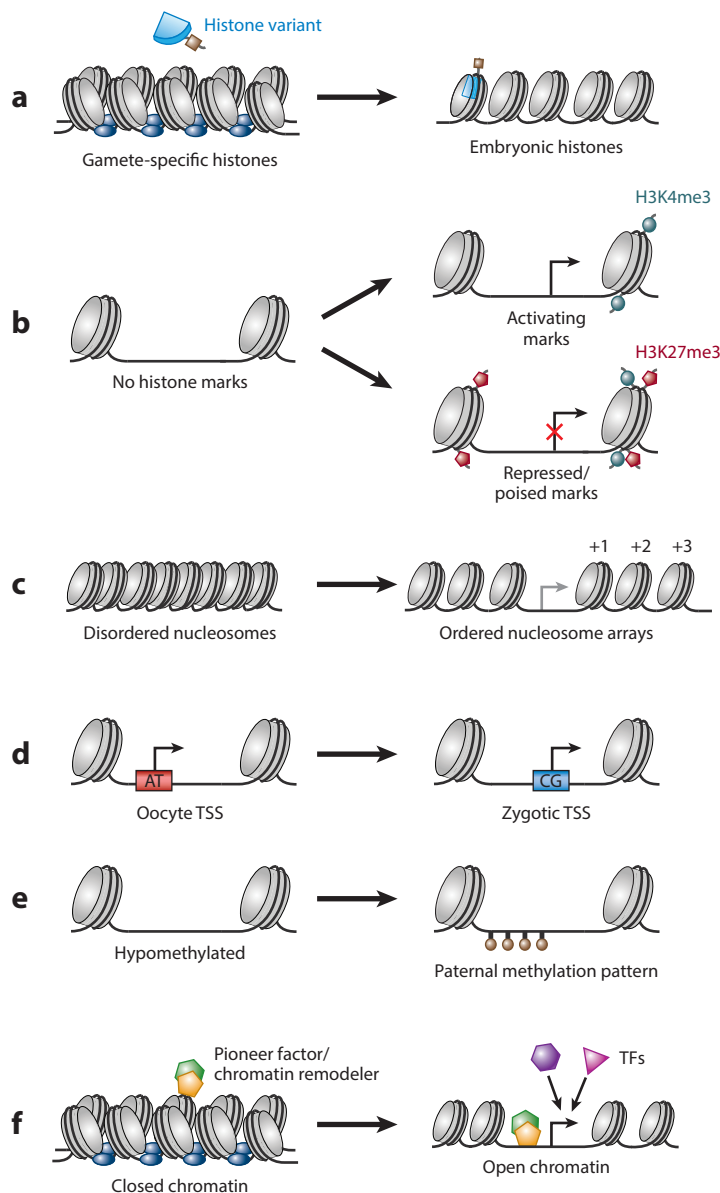 Histone variant
a
Gamete-specific histones
Embryonic histones
H3K4me3
b
No histone marks
Activating
marks
H3K27me3
Repressed/
poised marks
c
+1 +2 +3
Disordered nucleosomes
Ordered nucleosome arrays
d
AT
CG
Oocyte TSS
Zygotic TSS
e
Hypomethylated
Paternal methylation pattern
Pioneer factor/
chromatin remodeler
TFs
f
Closed chromatin
Open chromatin